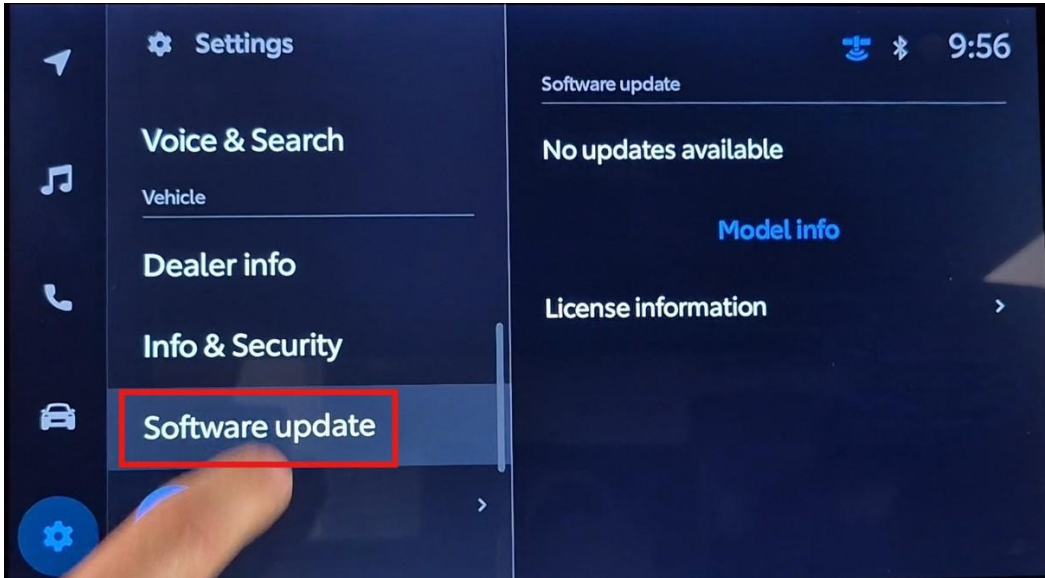 Settings
Voice & Search
Vehicle
Dealer info
Info & Security
Software update
9:56
Software update
No updates available
Model info
License information